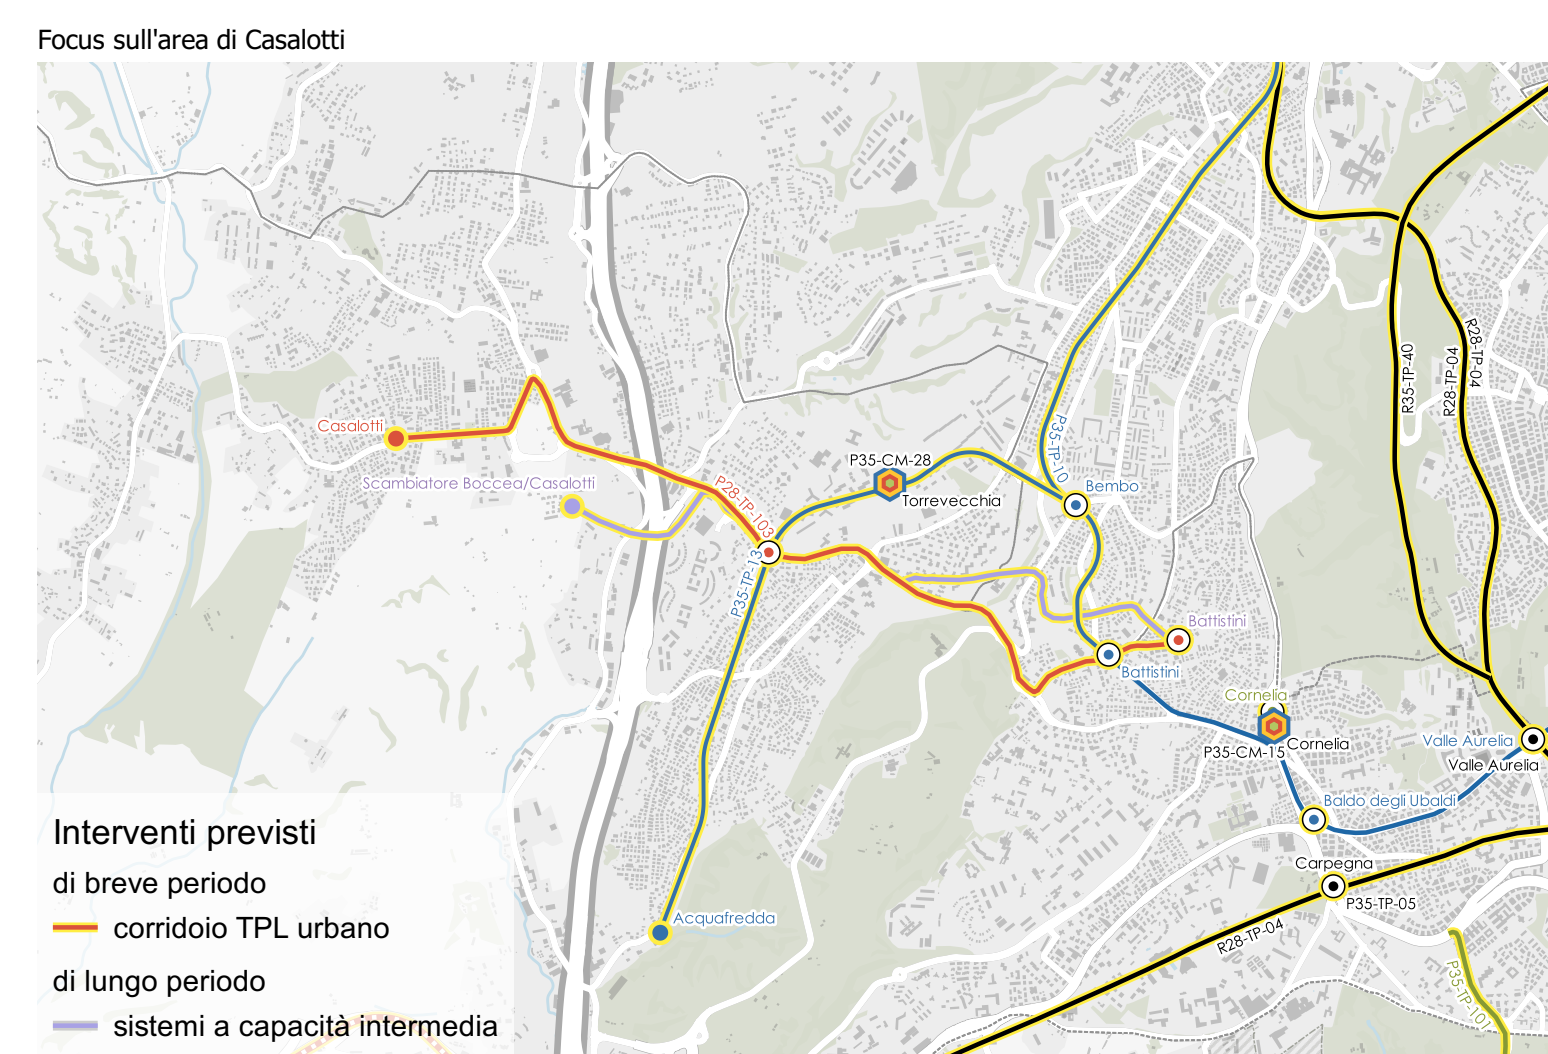 Focus sull'area di Casalotti
R35-TP-40
R28-TP-04
R28-TP-04
Casalotti
P35-TP-10
P35-CM-28
Scambiatore Boccea/Casalotti
P28-TP-103
Torrevecchia
Bembo
P35-TP-13
Battistini
Battistini
Cornelia
P35-CM-15
Cornelia
Valle Aurelia
Valle Aurelia
Baldo degli Ubaldi
Carpegna
P35-TP-05
Acquafredda
R28-TP-04
P35-TP-101
Interventi previsti
di breve periodo
corridoio TPL urbano
di lungo periodo
sistemi a capacità intermedia